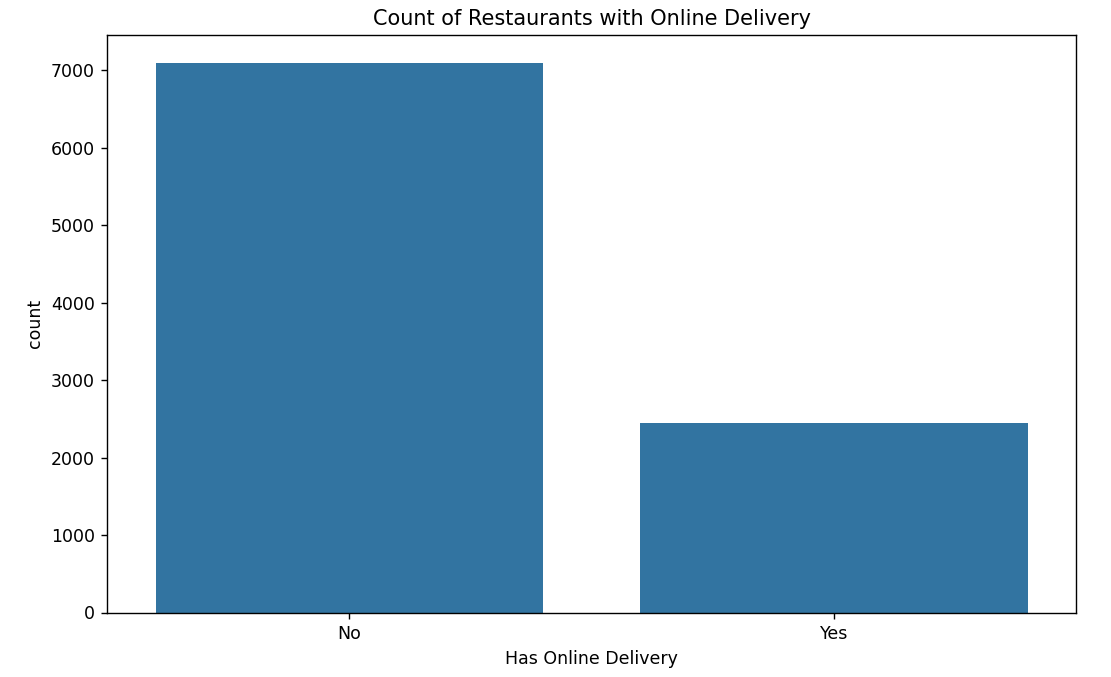 Count of Restaurants with Online Delivery
7000
6000
5000
4000
3000
2000
1000
0
count
No
Yes
Has Online Delivery